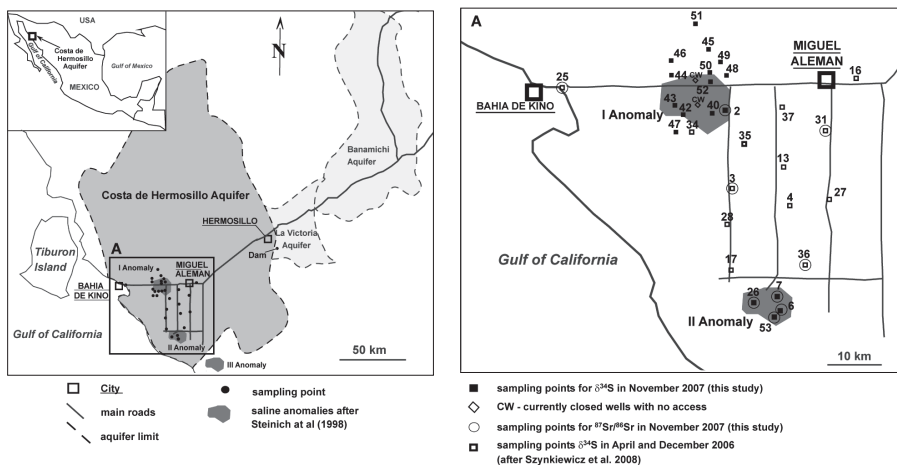 USA
Gulf of California
Costa de
Hermosillo
Aquifer
Gulf of Mexico
MEXICO
N
Banamichi
Aquifer
Costa de Hermosillo Aquifer
HERMOSILLO
La Victoria
Aquifer
Dam
Tiburon
Island
A
I Anomaly
MIGUEL
ALEMAN
BAHIA
DE KINO
Gulf of California
II Anomaly
III Anomaly
50 km
City
main roads
aquifer limit
sampling point
saline anomalies after
Steinich at al (1998)
A
51
45
46
49
50
MIGUEL
ALEMAN
25
44
CW
48
16
52
BAHIA DE KINO
CW
43
42
40
2
I Anomaly
37
31
47
34
35
13
3
4
27
28
Gulf of California
17
36
26
7
6
II Anomaly
53
10 km
sampling points for δ³⁴S in November 2007 (this study)
CW - currently closed wells with no access
sampling points for ⁸⁷Sr/⁸⁶Sr in November 2007 (this study)
sampling points δ³⁴S in April and December 2006
(after Szynkiewicz et al. 2008)